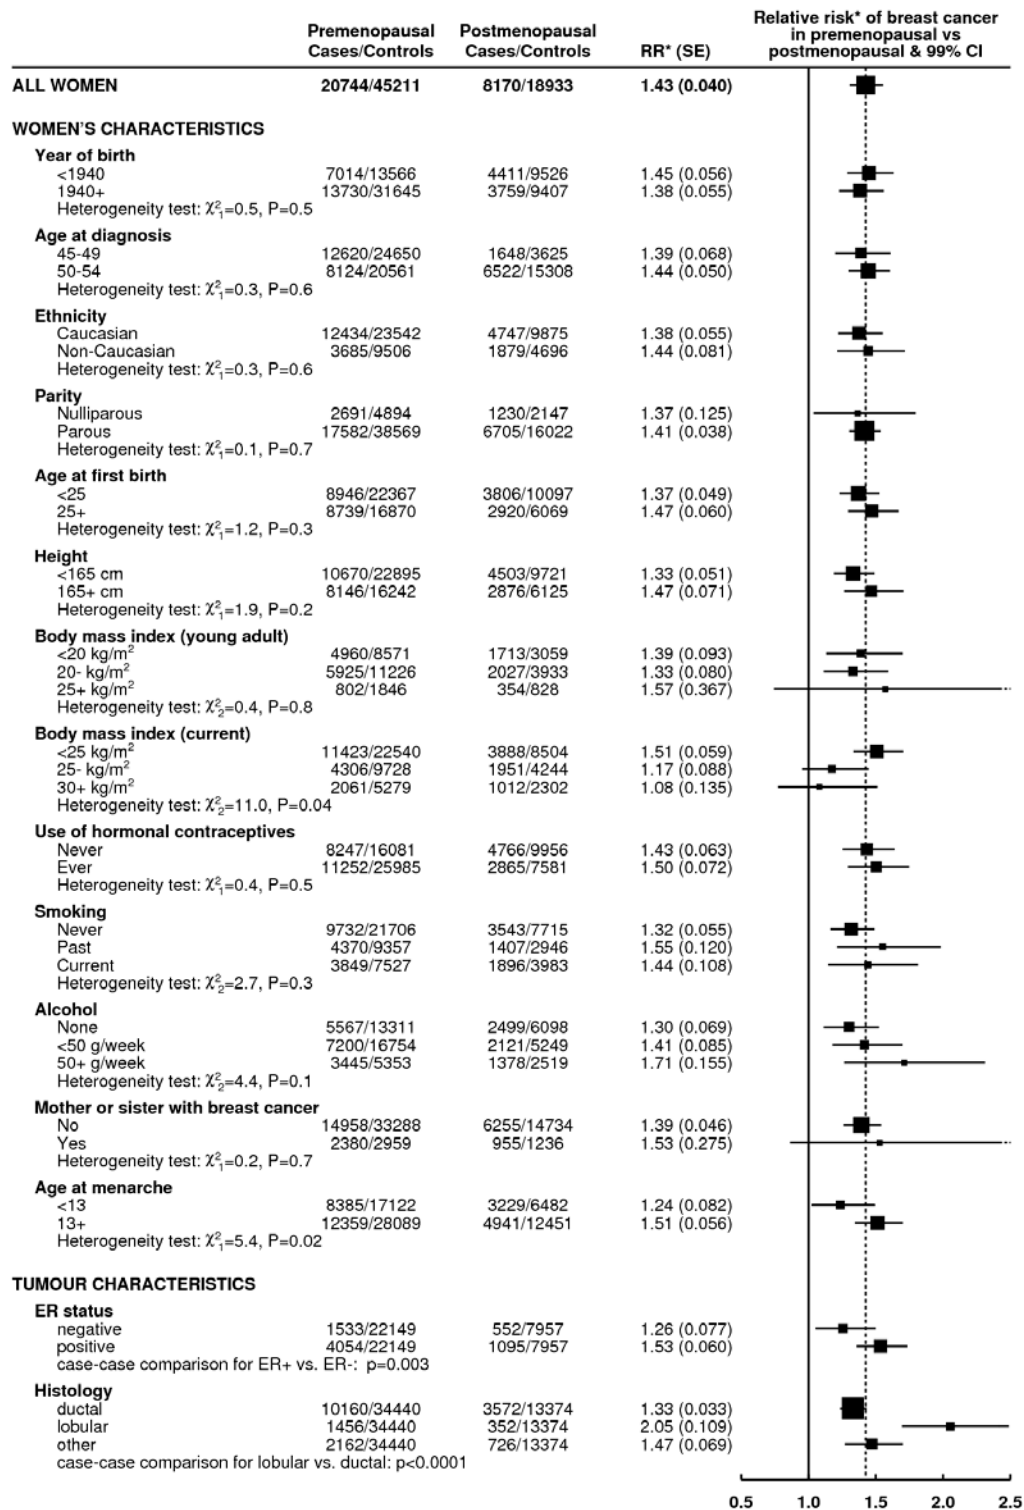 Relative risk* of breast cancer
Premenopausal Postmenopausal in premenopausal vs
Cases/Controls Cases/Controls RR* (SE) postmenopausal & 99% CI
ALL WOMEN 20744/45211 8170/18933 1.43 (0.040)
WOMEN'S CHARACTERISTICS
Year of birth
<1940 7014/13566 4411/9526 1.45 (0.056)
1940+ 13730/31645 3759/9407 1.38 (0.055)
Heterogeneity test: χ²₁=0.5, P=0.5
Age at diagnosis
45-49 12620/24650 1648/3625 1.39 (0.068)
50-54 8124/20561 6522/15308 1.44 (0.050)
Heterogeneity test: χ²₁=0.3, P=0.6
Ethnicity
Caucasian 12434/23542 4747/9875 1.38 (0.055)
Non-Caucasian 3685/9506 1879/4696 1.44 (0.081)
Heterogeneity test: χ²₁=0.3, P=0.6
Parity
Nulliparous 2691/4894 1230/2147 1.37 (0.125)
Parous 17582/38569 6705/16022 1.41 (0.038)
Heterogeneity test: χ²₁=0.1, P=0.7
Age at first birth
<25 8946/22367 3806/10097 1.37 (0.049)
25+ 8739/16870 2920/6069 1.47 (0.060)
Heterogeneity test: χ²₁=1.2, P=0.3
Height
<165 cm 10670/22895 4503/9721 1.33 (0.051)
165+ cm 8146/16242 2876/6125 1.47 (0.071)
Heterogeneity test: χ²₁=1.9, P=0.2
Body mass index (young adult)
<20 kg/m² 4960/8571 1713/3059 1.39 (0.093)
20- kg/m² 5925/11226 2027/3933 1.33 (0.080)
25+ kg/m² 802/1846 354/828 1.57 (0.367)
Heterogeneity test: χ²₂=0.4, P=0.8
Body mass index (current)
<25 kg/m² 11423/22540 3888/8504 1.51 (0.059)
25- kg/m² 4306/9728 1951/4244 1.17 (0.088)
30+ kg/m² 2061/5279 1012/2302 1.08 (0.135)
Heterogeneity test: χ²₂=11.0, P=0.04
Use of hormonal contraceptives
Never 8247/16081 4766/9956 1.43 (0.063)
Ever 11252/25985 2865/7581 1.50 (0.072)
Heterogeneity test: χ²₁=0.4, P=0.5
Smoking
Never 9732/21706 3543/7715 1.32 (0.055)
Past 4370/9357 1407/2946 1.55 (0.120)
Current 3849/7527 1896/3983 1.44 (0.108)
Heterogeneity test: χ²₂=2.7, P=0.3
Alcohol
None 5567/13311 2499/6098 1.30 (0.069)
<50 g/week 7200/16754 2121/5249 1.41 (0.085)
50+ g/week 3445/5353 1378/2519 1.71 (0.155)
Heterogeneity test: χ²₂=4.4, P=0.1
Mother or sister with breast cancer
No 14958/33288 6255/14734 1.39 (0.046)
Yes 2380/2959 955/1236 1.53 (0.275)
Heterogeneity test: χ²₁=0.2, P=0.7
Age at menarche
<13 8385/17122 3229/6482 1.24 (0.082)
13+ 12359/28089 4941/12451 1.51 (0.056)
Heterogeneity test: χ²₁=5.4, P=0.02
TUMOUR CHARACTERISTICS
ER status
negative 1533/22149 552/7957 1.26 (0.077)
positive 4054/22149 1095/7957 1.53 (0.060)
case-case comparison for ER+ vs. ER-: p=0.003
Histology
ductal 10160/34440 3572/13374 1.33 (0.033)
lobular 1456/34440 352/13374 2.05 (0.109)
other 2162/34440 726/13374 1.47 (0.069)
case-case comparison for lobular vs. ductal: p<0.0001
0.5 1.0 1.5 2.0 2.5